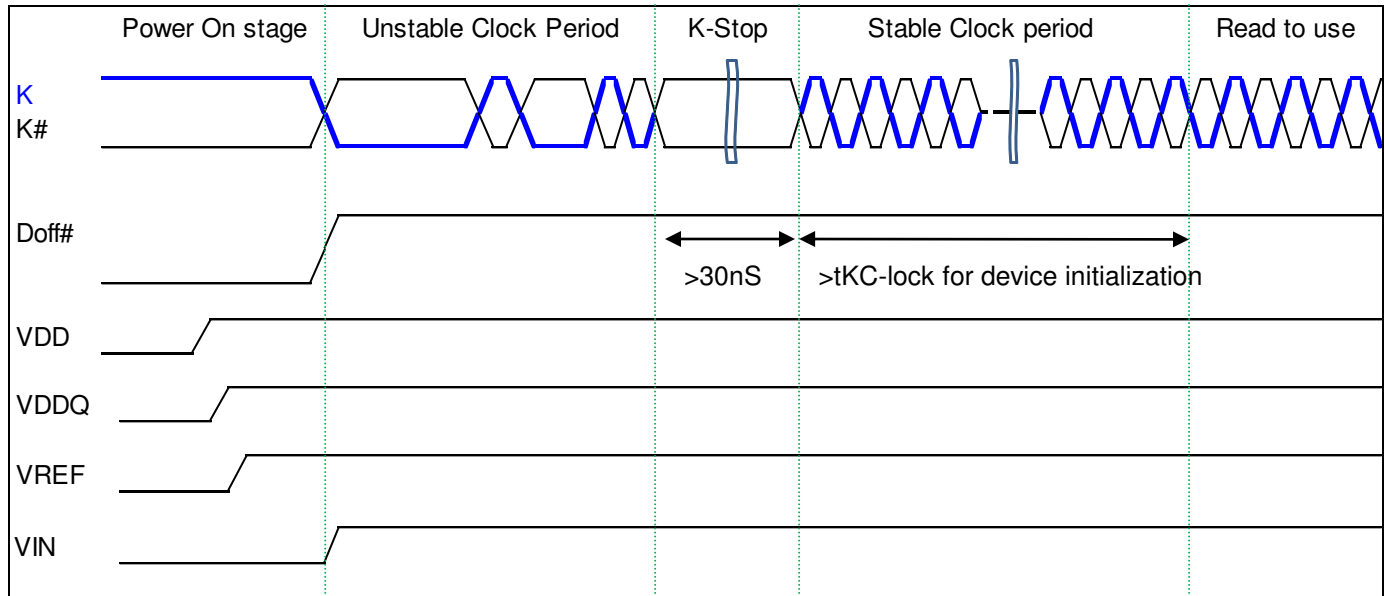 Power On stage Unstable Clock Period K-Stop Stable Clock period Read to use
K
K#
Doff#
>30nS >tKC-lock for device initialization
VDD
VDDQ
VREF
VIN